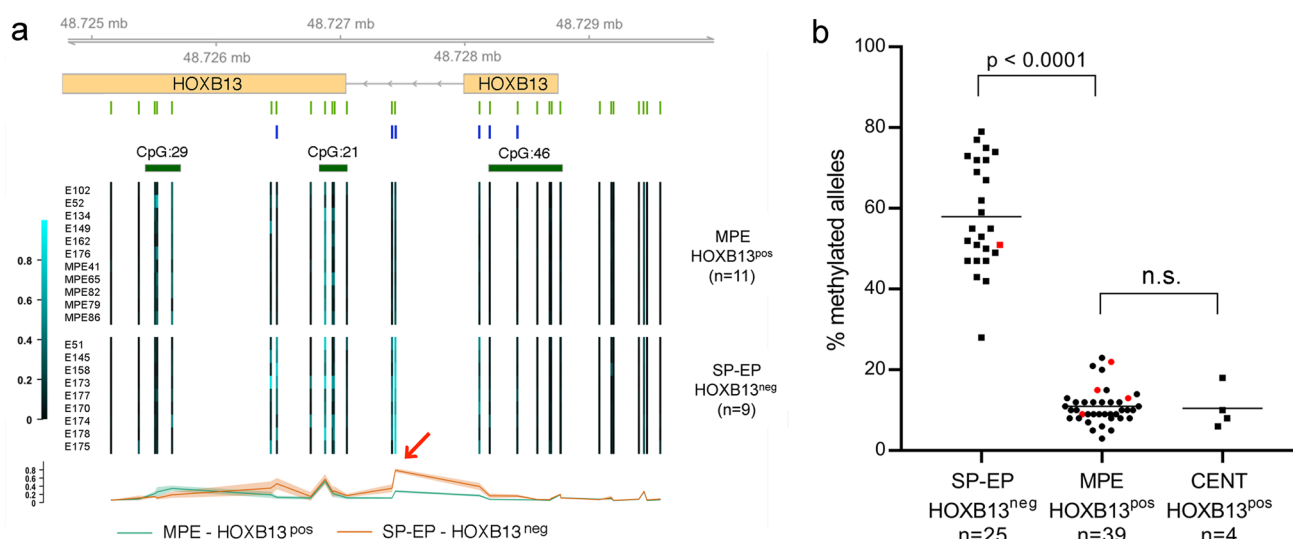 a
48.725 mb
48.727 mb
48.729 mb
48.726 mb
48.728 mb
HOXB13
HOXB13
CpG:29
CpG:21
CpG:46
E102
E52
E134
E149
E162
E176
MPE41
MPE65
MPE82
MPE79
MPE86
MPE
HOXB13pos
(n=11)
0.8
0.6
0.4
0.2
0
E51
E145
E158
E173
E177
E170
E174
E178
E175
SP-EP
HOXB13neg
(n=9)
0.8
0.6
0.4
0.2
MPE - HOXB13 pos
SP-EP - HOXB13 neg
b
% methylated alleles
100
80
60
40
20
0
p < 0.0001
n.s.
SP-EP
HOXB13neg
n=25
MPE
HOXB13pos
n=39
CENT
HOXB13pos
n=4